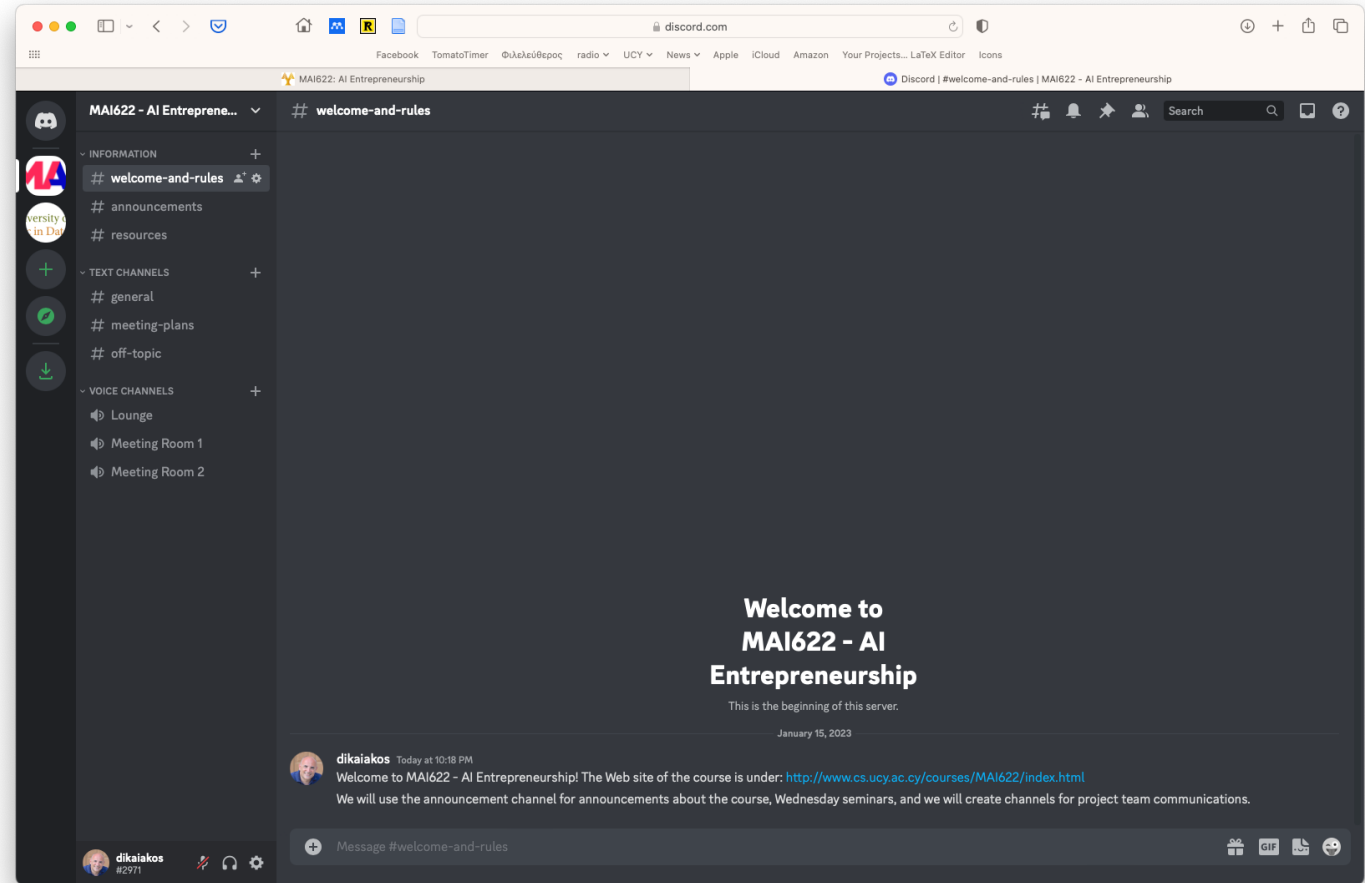 discord.com
Facebook TomatoTimer Φιλελεύθερος radio UCY News Apple iCloud Amazon Your Projects... LaTeX Editor Icons
MAI622: AI Entrepreneurship
Discord | #welcome-and-rules | MAI622 - AI Entrepreneurship
MAI622 - AI Entreprene...
welcome-and-rules
Search
INFORMATION
welcome-and-rules
announcements
resources
TEXT CHANNELS
general
meeting-plans
off-topic
VOICE CHANNELS
Lounge
Meeting Room 1
Meeting Room 2
MA
versity
in Dat
R
Welcome to
MAI622 - AI
Entrepreneurship
This is the beginning of this server.
January 15, 2023
dikaiakos Today at 10:18 PM
Welcome to MAI622 - AI Entrepreneurship! The Web site of the course is under: http://www.cs.ucy.ac.cy/courses/MAI622/index.html
We will use the announcement channel for announcements about the course, Wednesday seminars, and we will create channels for project team communications.
Message #welcome-and-rules
GIF
dikaiakos
#2971